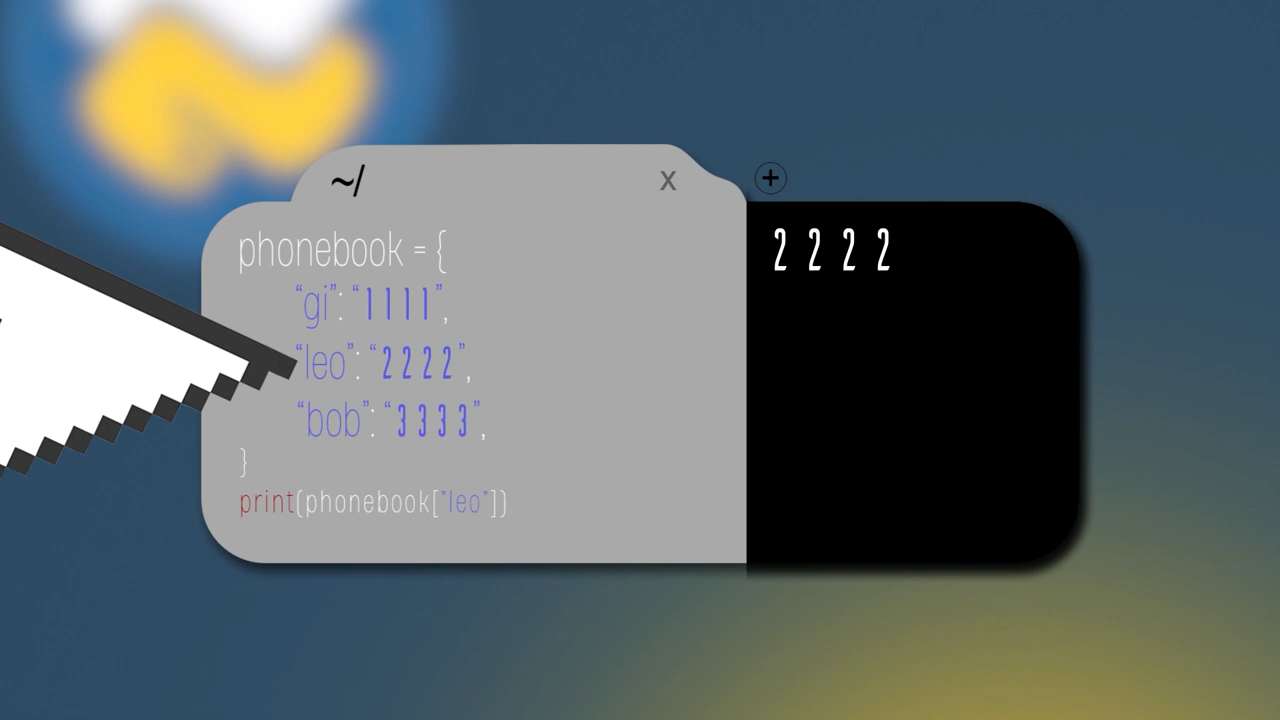 ~/ x +
phonebook = {
“gi”: “1111”,
“leo”: “2222”,
“bob”: “3333”,
}
print(phonebook["leo"])
2222